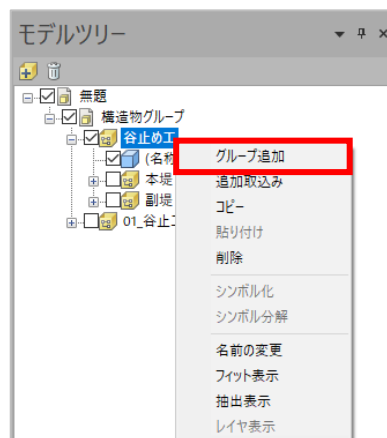 モデルツリー
無題
構造物グループ
谷止め工
(名称
本堤
副堤
01_谷止工
グループ追加
追加取込み
コピー
貼り付け
削除
シンボル化
シンボル分解
名前の変更
フィット表示
抽出表示
レイヤ表示